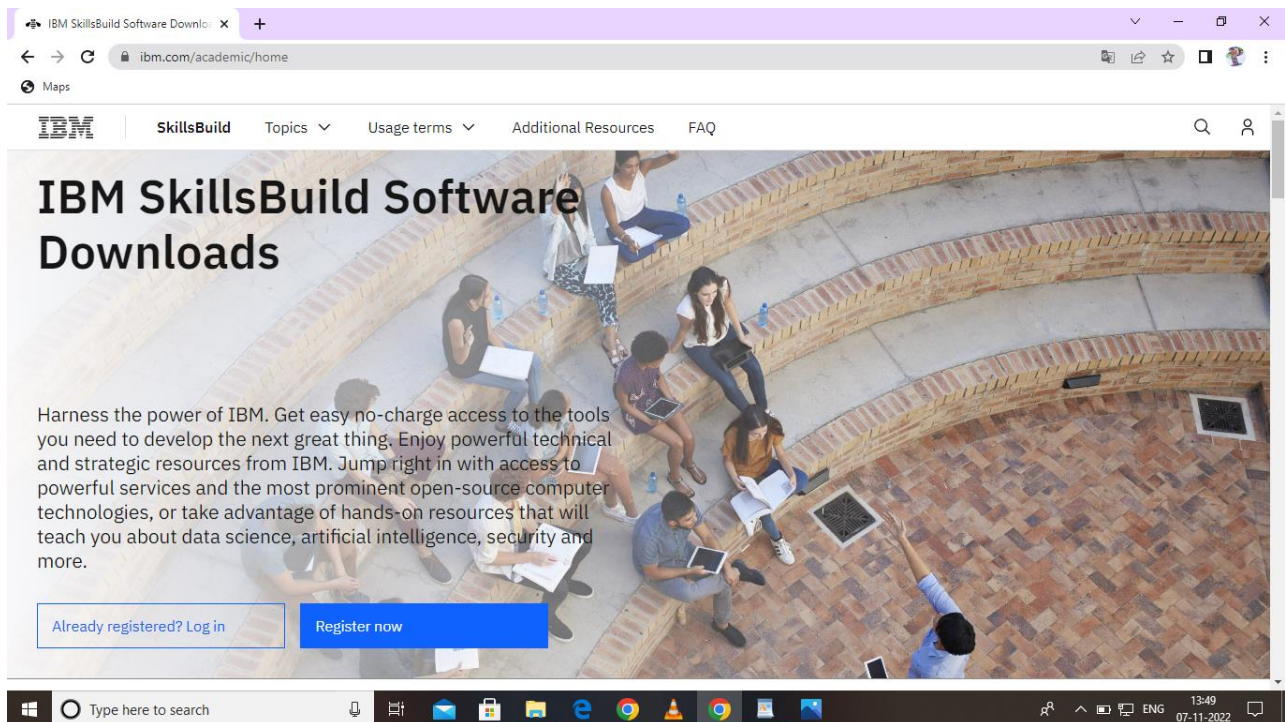 IBM SkillsBuild Software Downlo
ibm.com/academic/home
Maps
IBM SkillsBuild Topics Usage terms Additional Resources FAQ
IBM SkillsBuild Software
Downloads
Harness the power of IBM. Get easy no-charge access to the tools
you need to develop the next great thing. Enjoy powerful technical
and strategic resources from IBM. Jump right in with access to
powerful services and the most prominent open-source computer
technologies, or take advantage of hands-on resources that will
teach you about data science, artificial intelligence, security and
more.
Already registered? Log in Register now
Type here to search ENG 13:49
07-11-2022